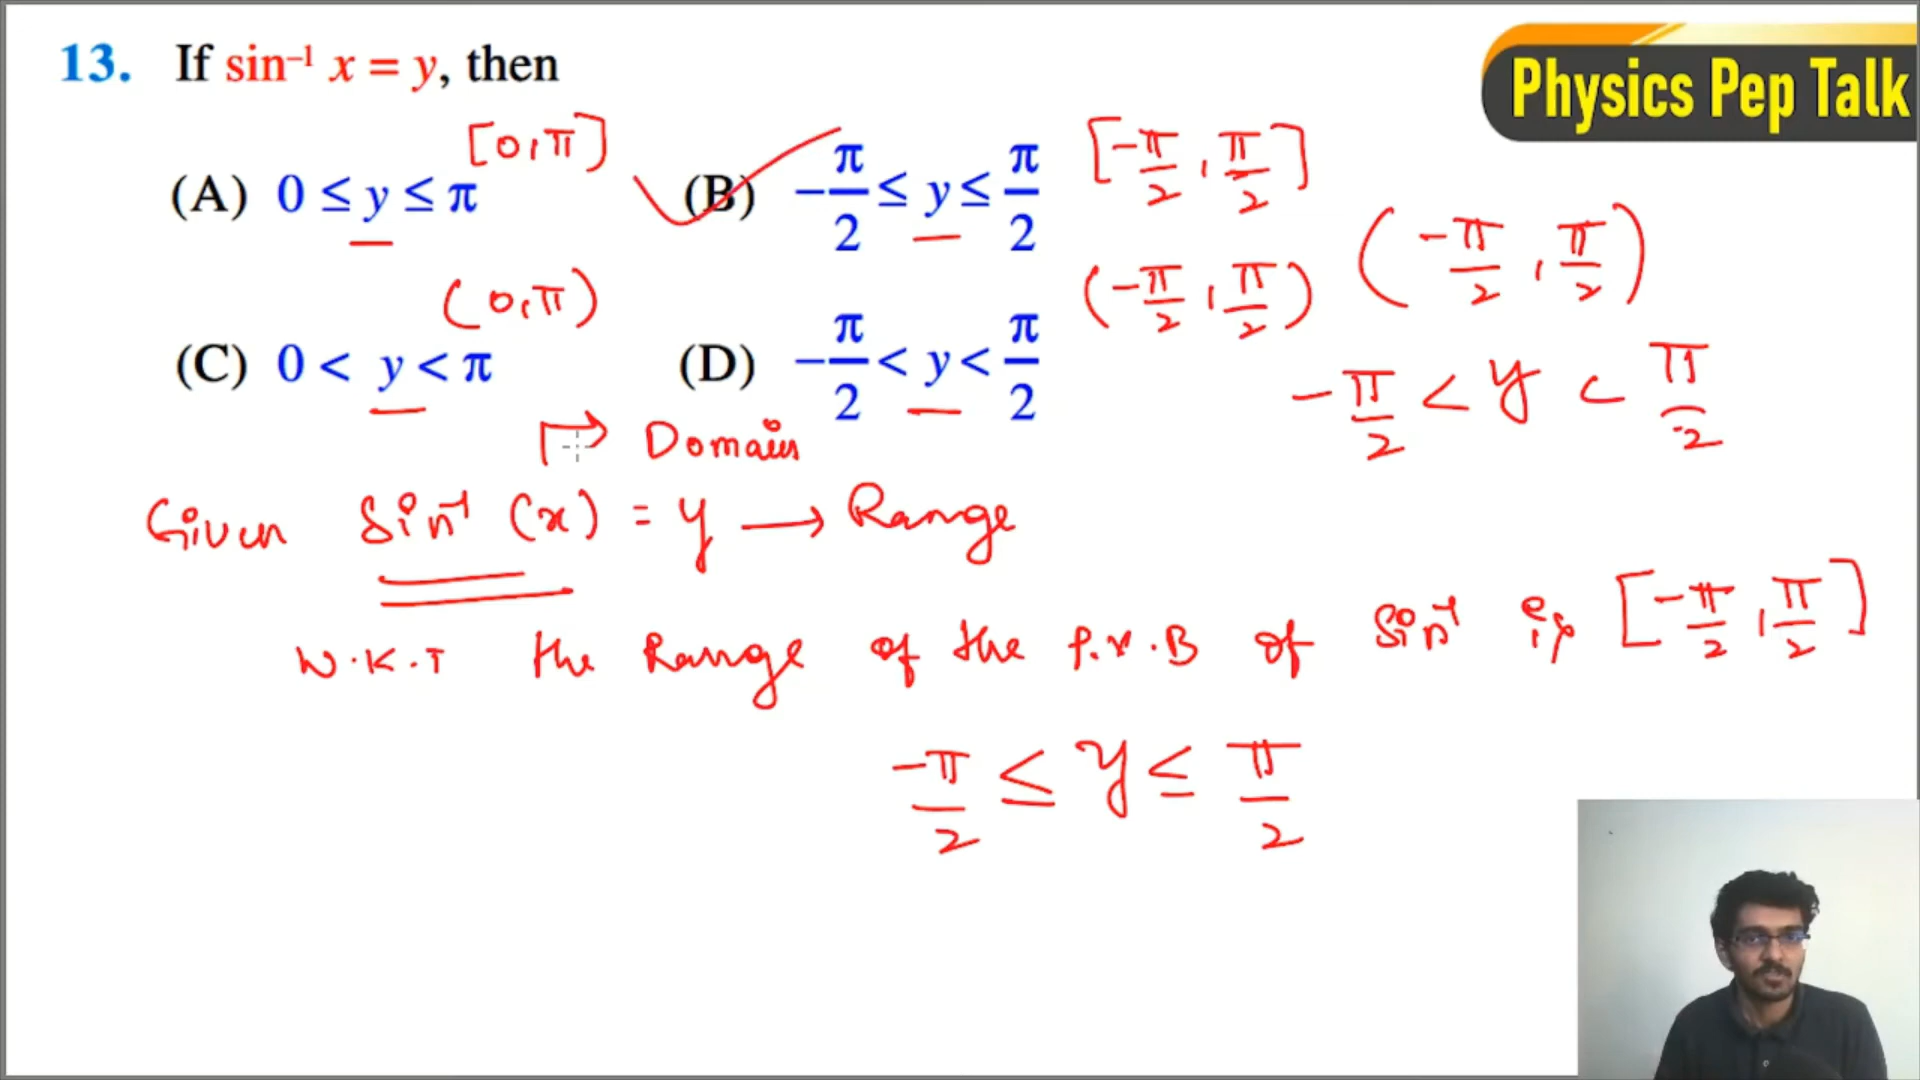 13. If sin⁻¹ x = y, then
Physics Pep Talk
[0,π]
(A) 0 ≤ y ≤ π
(B) −π/2 ≤ y ≤ π/2
[-π/2, π/2]
(-π/2, π/2)
(0,π)
(-π/2, π/2)
(C) 0 < y < π
(D) −π/2 < y < π/2
-π/2 < y < π/2
Domain
Given Sin⁻¹ (x) = y → Range
W.K.T the Range of the P.V.B of Sin⁻¹ is [-π/2, π/2]
-π/2 ≤ y ≤ π/2